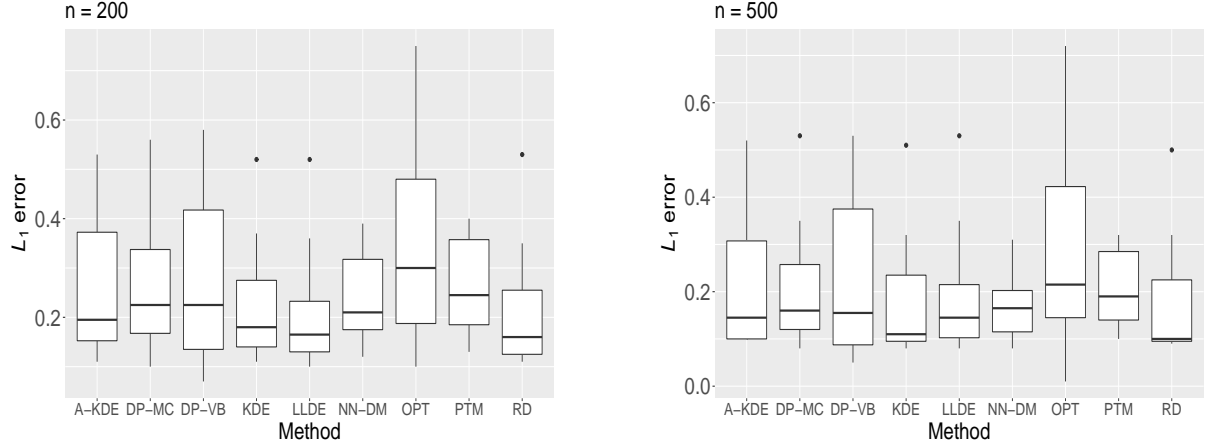 n = 200
L1 error
0.6
0.4
0.2
A−KDE DP−MC DP−VB KDE LLDE NN−DM OPT PTM RD
Method
n = 500
L1 error
0.6
0.4
0.2
0.0
A−KDE DP−MC DP−VB KDE LLDE NN−DM OPT PTM RD
Method